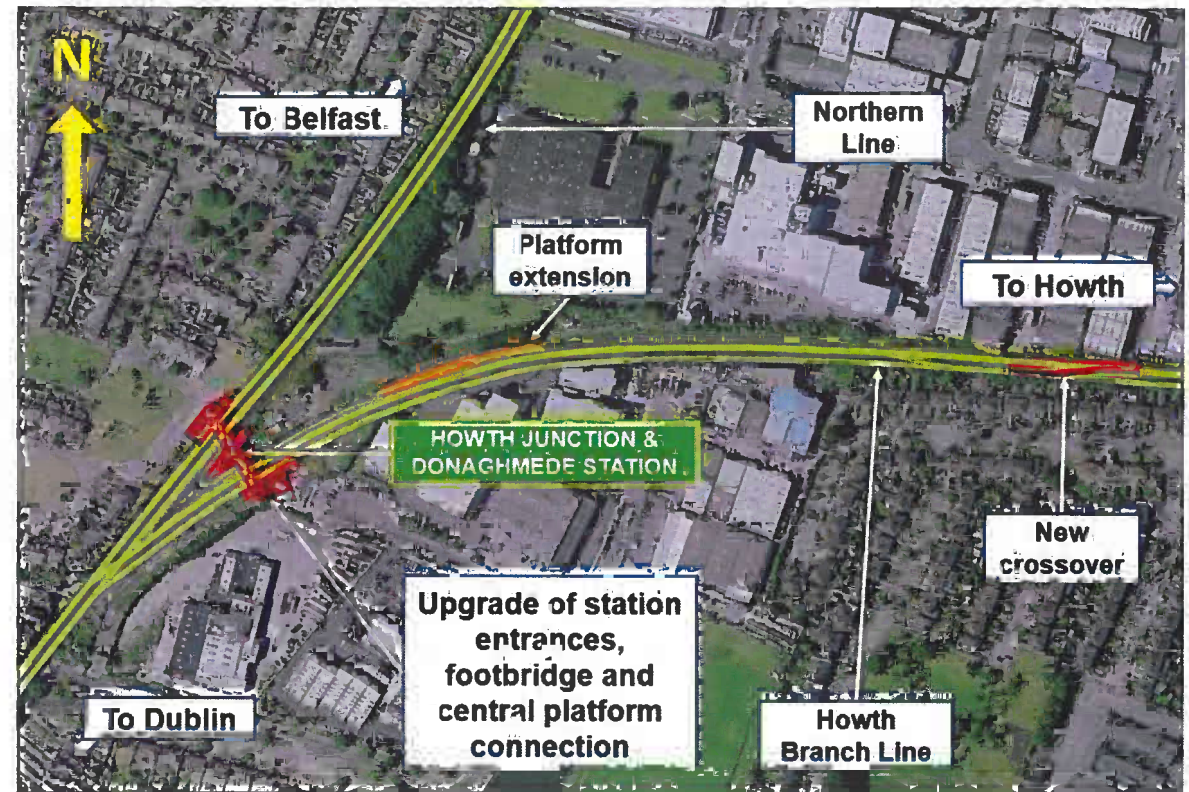 N
To Belfast
Northern
Line
Platform
extension
To Howth
HOWTH JUNCTION &
DONAGHMEDE STATION
New
crossover
Upgrade of station
entrances,
footbridge and
central platform
connection
To Dublin
Howth
Branch Line